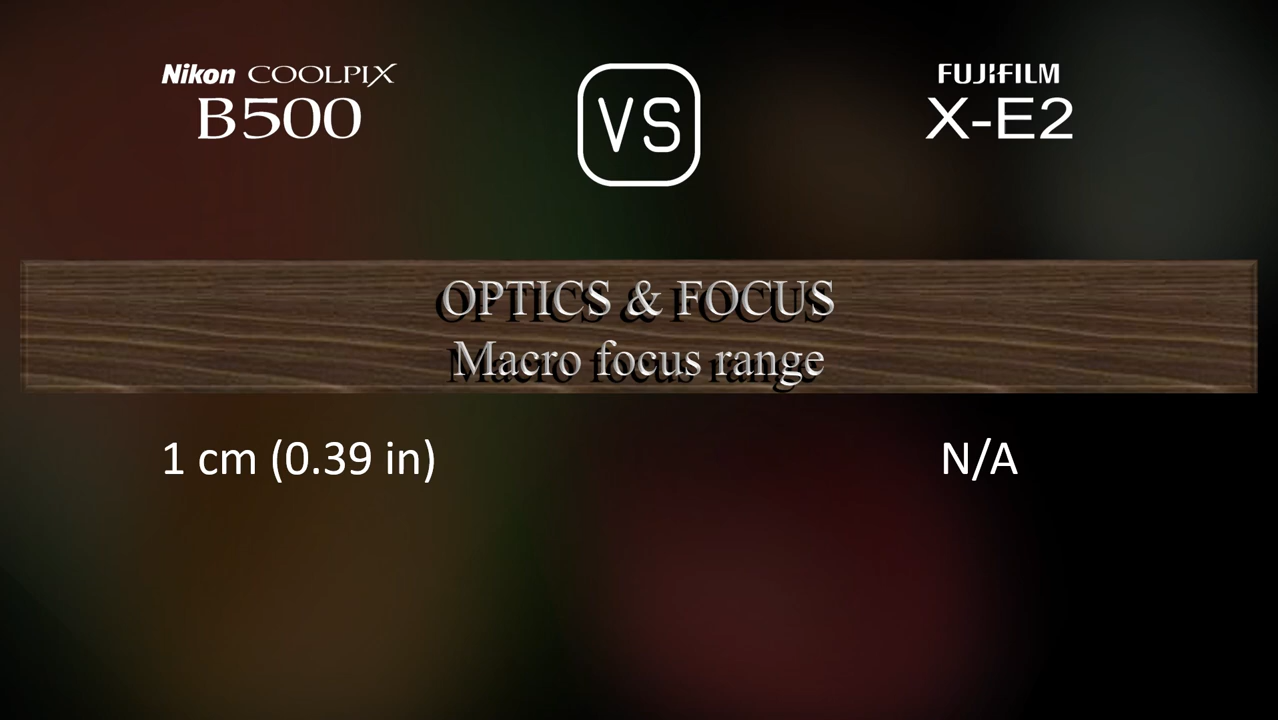 Nikon COOLPIX
B500
VS
FUJIFILM
X-E2
OPTICS & FOCUS
Macro focus range
1 cm (0.39 in)
N/A